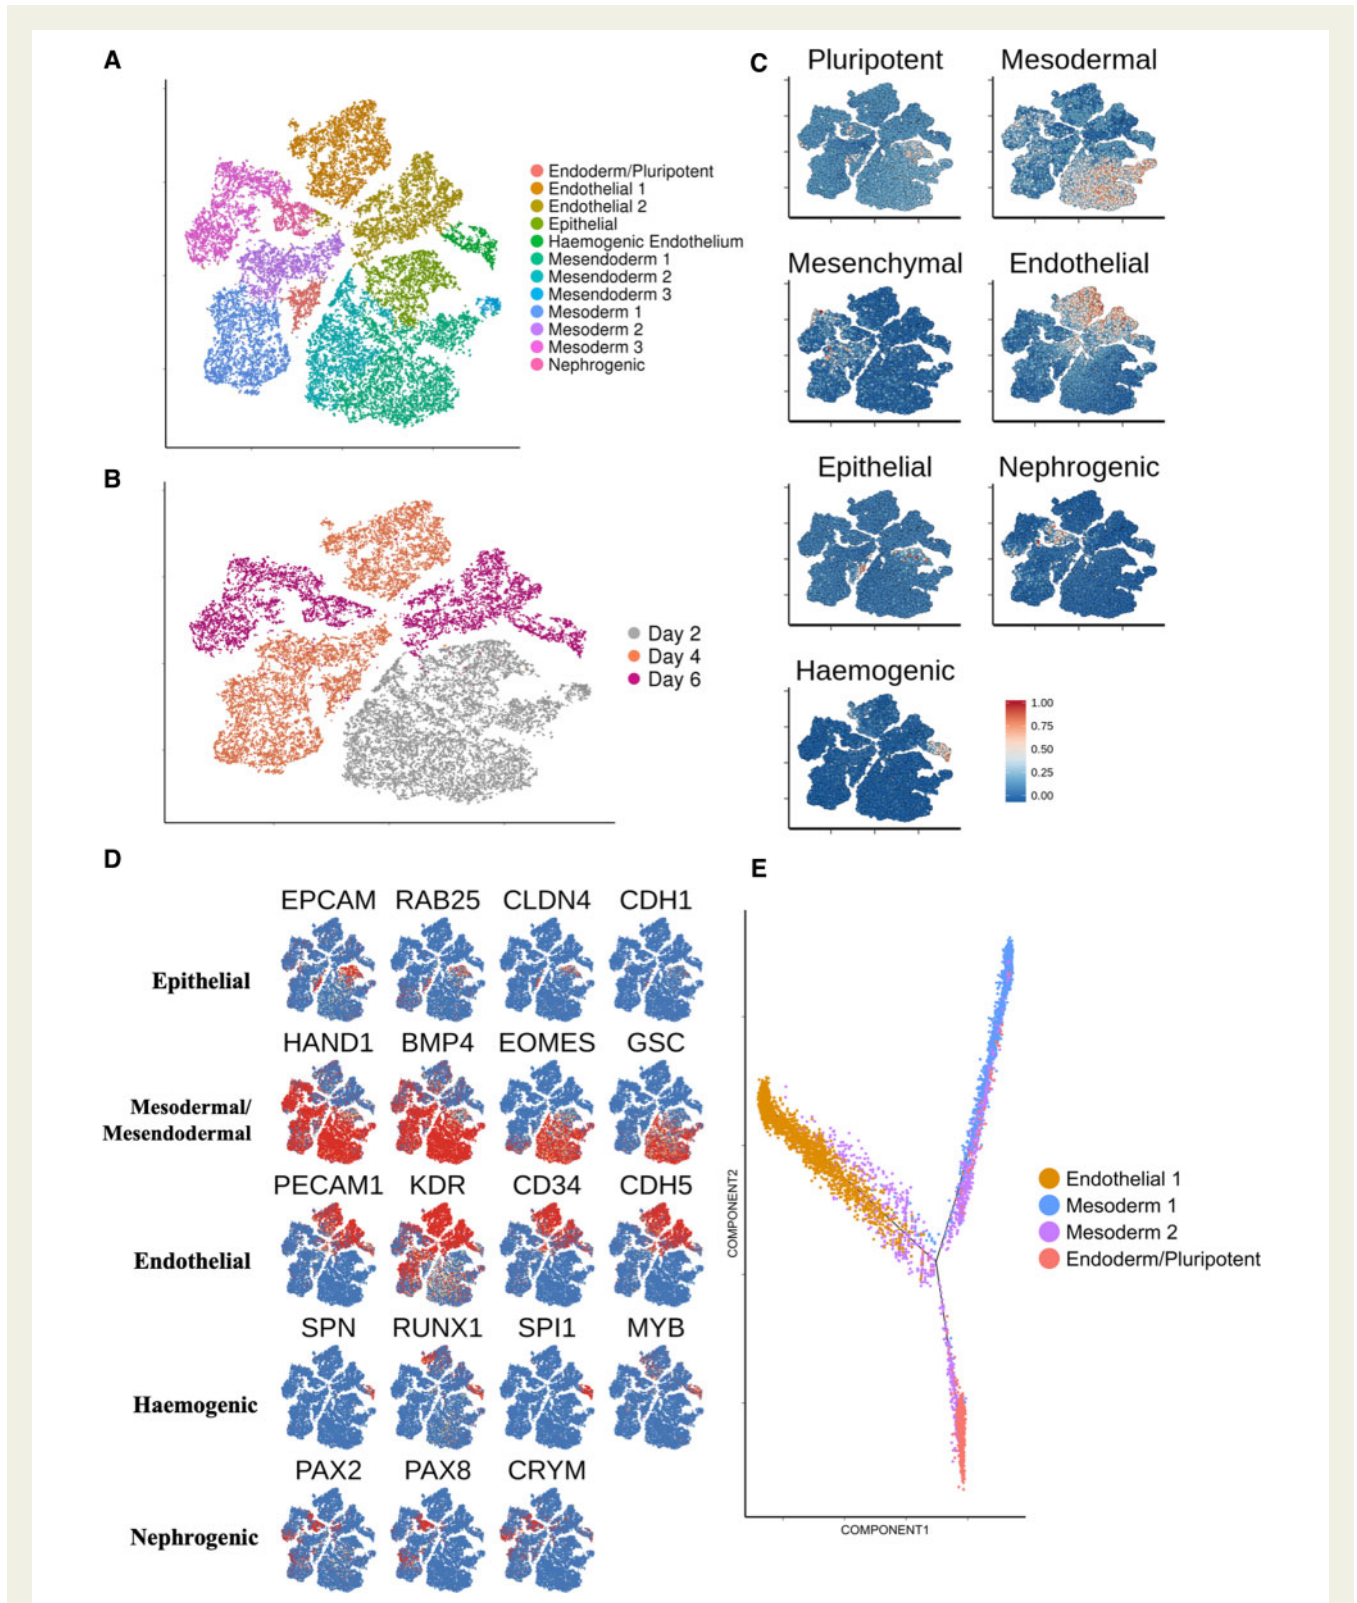 A
Endoderm/Pluripotent
Endothelial 1
Endothelial 2
Epithelial
Haemogenic Endothelium
Mesendoderm 1
Mesendoderm 2
Mesendoderm 3
Mesoderm 1
Mesoderm 2
Mesoderm 3
Nephrogenic
B
Day 2
Day 4
Day 6
C
Pluripotent Mesodermal
Mesenchymal Endothelial
Epithelial Nephrogenic
Haemogenic
1.00
0.75
0.50
0.25
0.00
D
EPCAM RAB25 CLDN4 CDH1
Epithelial
HAND1 BMP4 EOMES GSC
Mesodermal/
Mesendodermal
PECAM1 KDR CD34 CDH5
Endothelial
SPN RUNX1 SPI1 MYB
Haemogenic
PAX2 PAX8 CRYM
Nephrogenic
E
COMPONENT2
Endothelial 1
Mesoderm 1
Mesoderm 2
Endoderm/Pluripotent
COMPONENT1